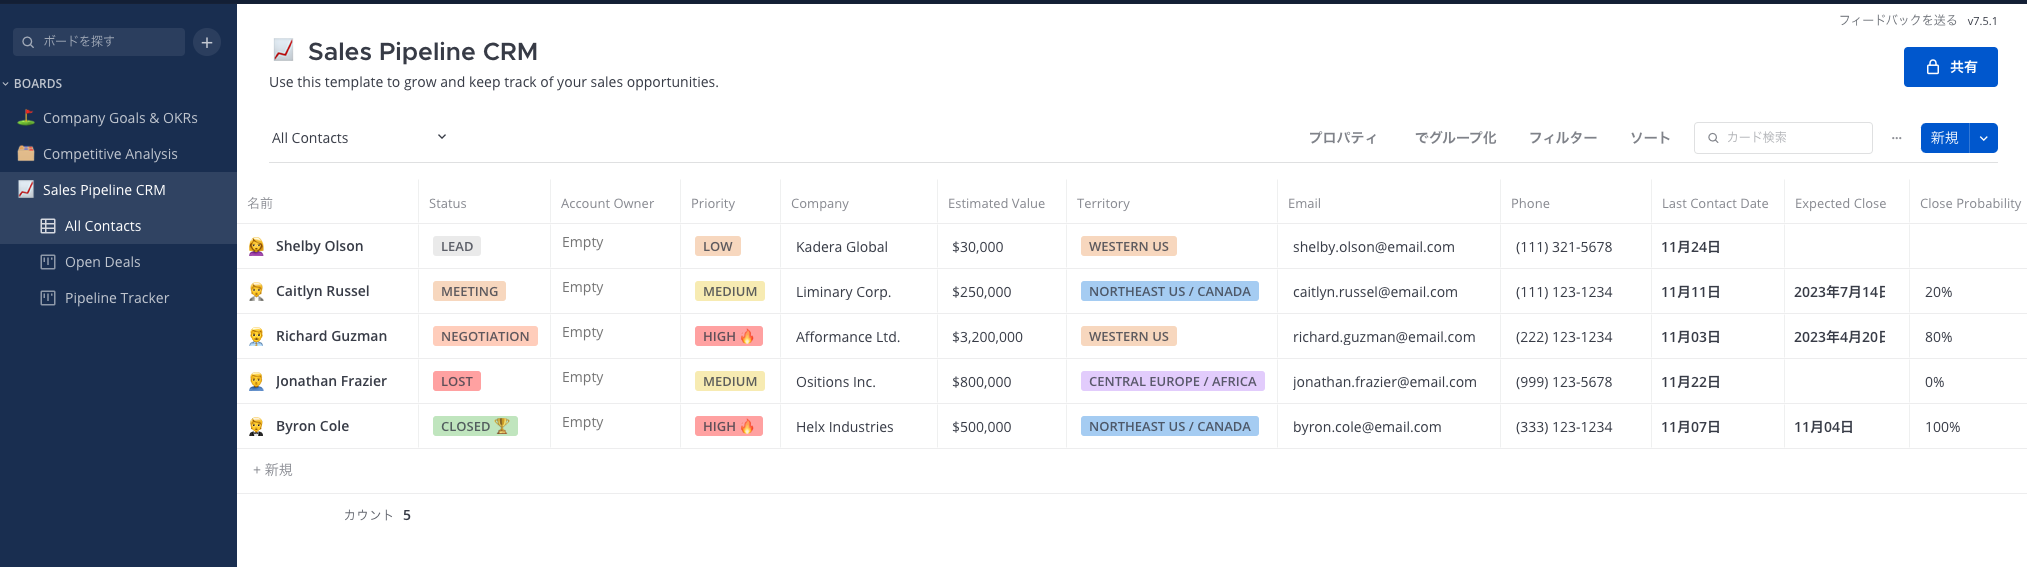 フィードバックを送る v7.5.1
ボードを探す
BOARDS
Company Goals & OKRs
Competitive Analysis
Sales Pipeline CRM
All Contacts
Open Deals
Pipeline Tracker
Sales Pipeline CRM
Use this template to grow and keep track of your sales opportunities.
共有
All Contacts
プロパティ でグループ化 フィルター ソート カード検索 ... 新規
名前 Status Account Owner Priority Company Estimated Value Territory Email Phone Last Contact Date Expected Close Close Probability
Shelby Olson LEAD Empty LOW Kadera Global $30,000 WESTERN US shelby.olson@email.com (111) 321-5678 11月24日
Caitlyn Russel MEETING Empty MEDIUM Liminary Corp. $250,000 NORTHEAST US / CANADA caitlyn.russel@email.com (111) 123-1234 11月11日 2023年7月14日 20%
Richard Guzman NEGOTIATION Empty HIGH 🔥 Afformance Ltd. $3,200,000 WESTERN US richard.guzman@email.com (222) 123-1234 11月03日 2023年4月20日 80%
Jonathan Frazier LOST Empty MEDIUM Ositions Inc. $800,000 CENTRAL EUROPE / AFRICA jonathan.frazier@email.com (999) 123-5678 11月22日 0%
Byron Cole CLOSED 🏆 Empty HIGH 🔥 Helx Industries $500,000 NORTHEAST US / CANADA byron.cole@email.com (333) 123-1234 11月07日 11月04日 100%
+ 新規
カウント 5